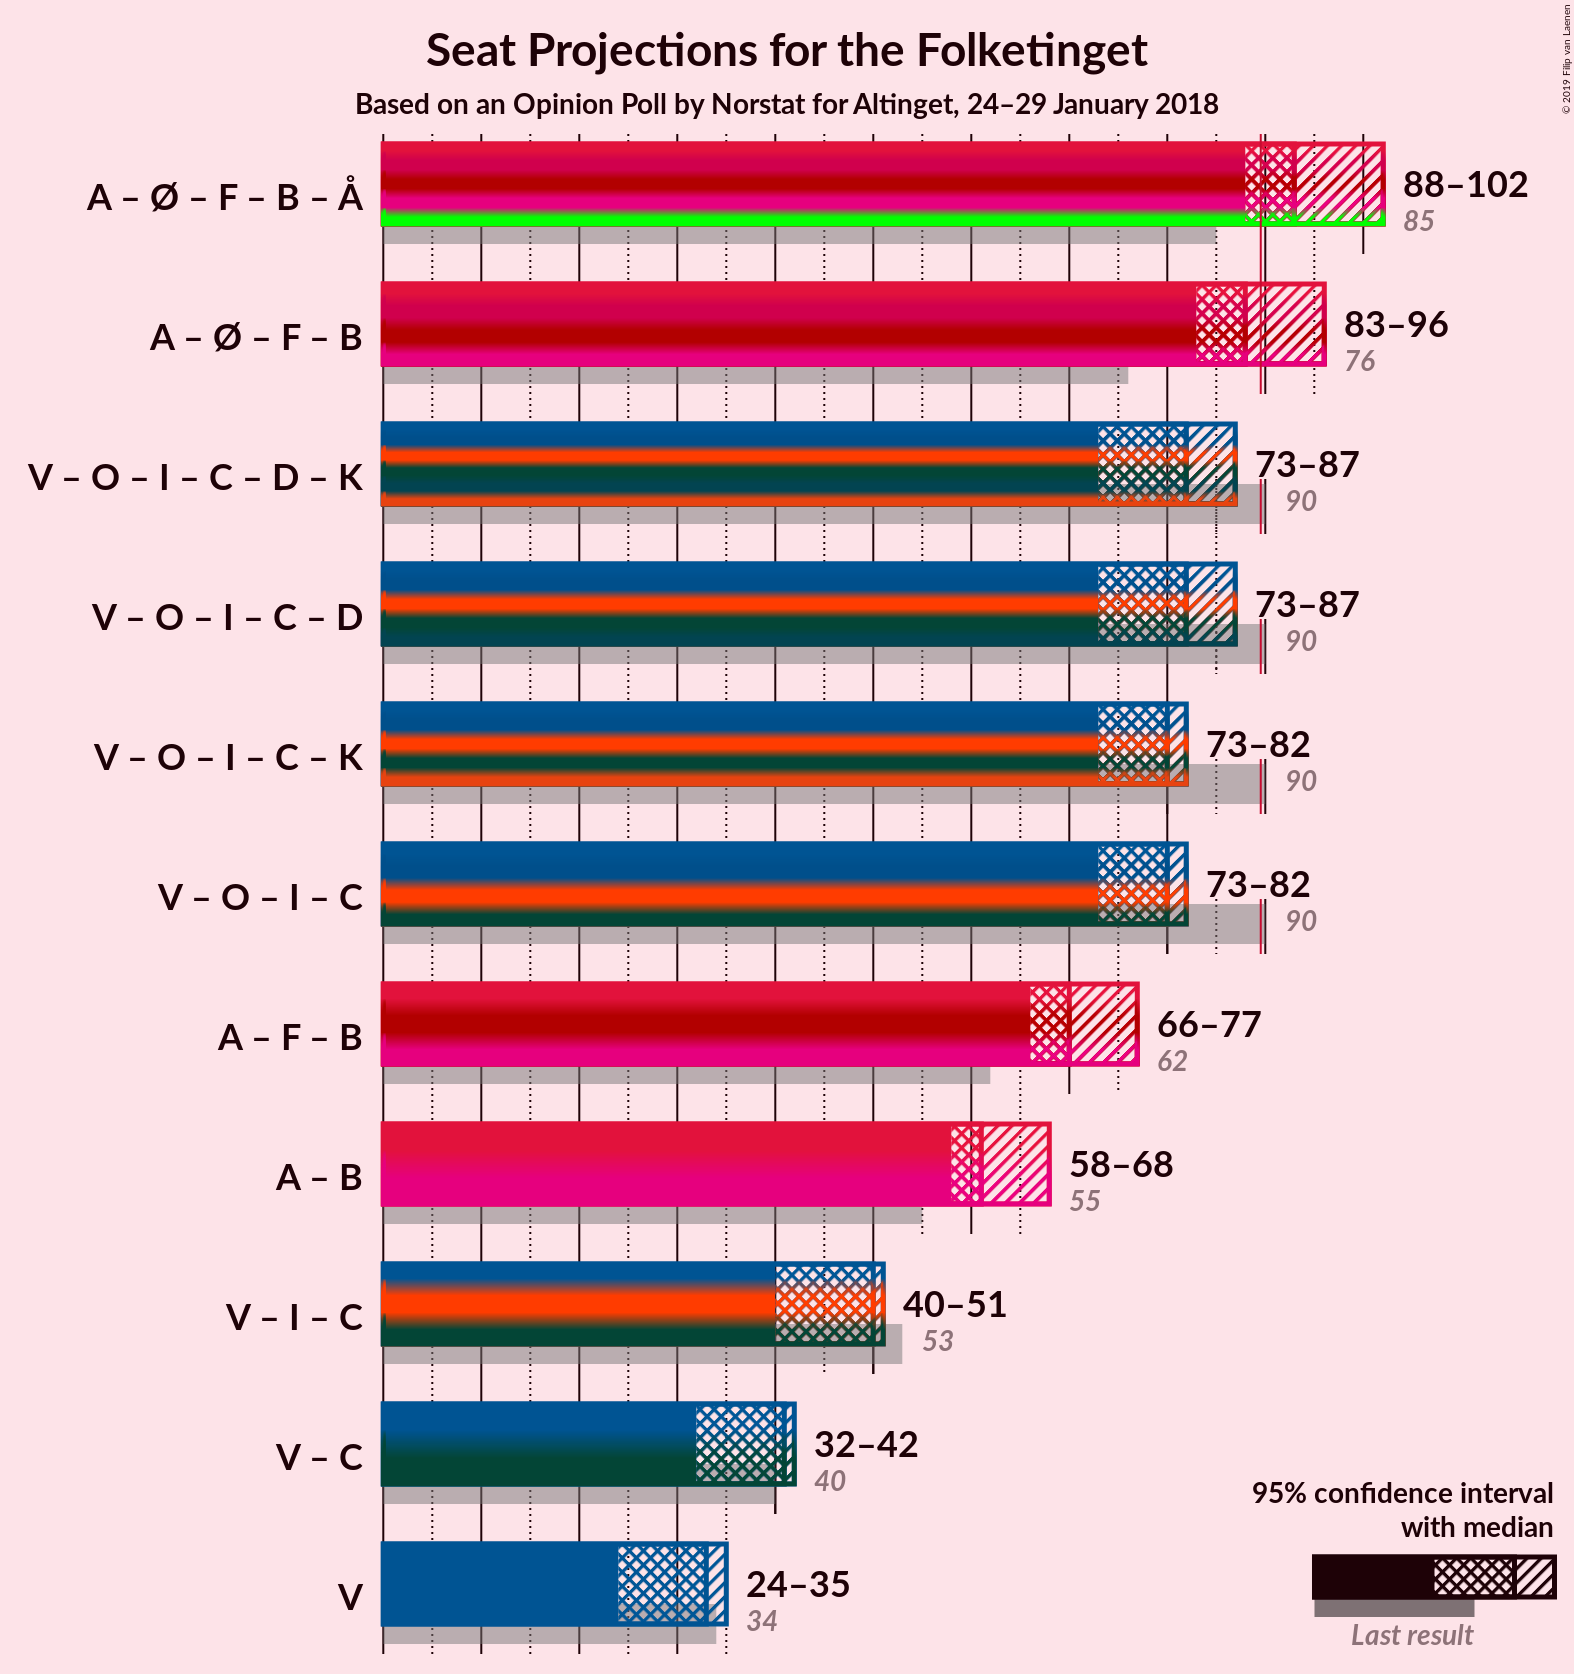 Seat Projections for the Folketinget
Based on an Opinion Poll by Norstat for Altinget, 24–29 January 2018
© 2019 Filip van Laenen
A – Ø – F – B – Å
88–102
85
A – Ø – F – B
83–96
76
V – O – I – C – D – K
73–87
90
V – O – I – C – D
73–87
90
V – O – I – C – K
73–82
90
V – O – I – C
73–82
90
A – F – B
66–77
62
A – B
58–68
55
V – I – C
40–51
53
V – C
32–42
40
V
24–35
34
95% confidence interval
with median
Last result